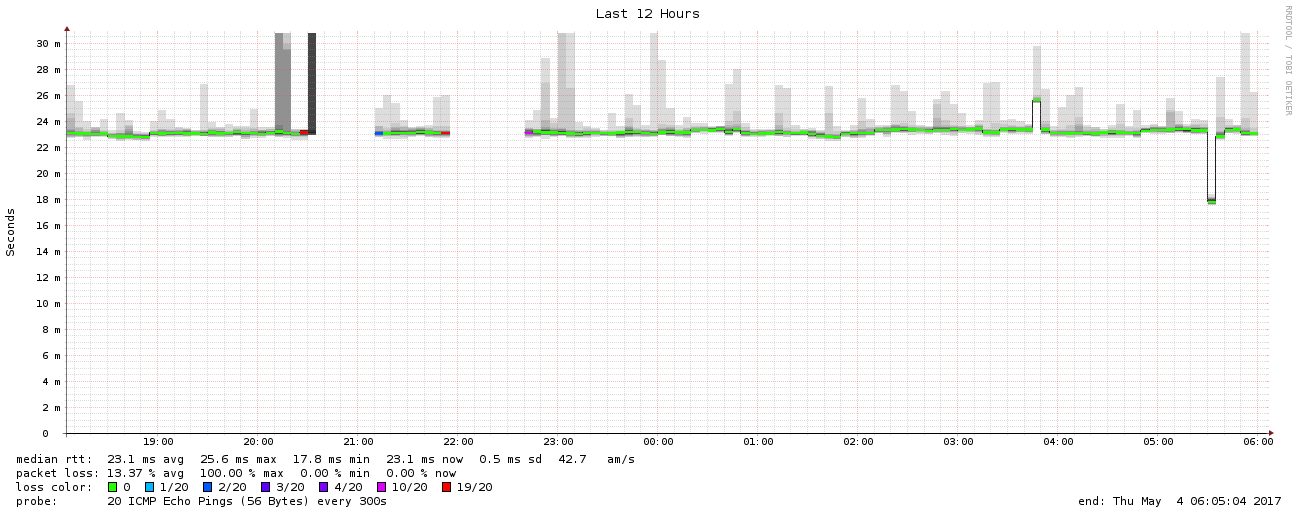 Last 12 Hours
RRDTOOL / TOBI OETIKER
Seconds
30 m
28 m
26 m
24 m
22 m
20 m
18 m
16 m
14 m
12 m
10 m
8 m
6 m
4 m
2 m
0
19:00 20:00 21:00 22:00 23:00 00:00 01:00 02:00 03:00 04:00 05:00 06:00
median rtt: 23.1 ms avg 25.6 ms max 17.8 ms min 23.1 ms now 0.5 ms sd 42.7 am/s
packet loss: 13.37 % avg 100.00 % max 0.00 % min 0.00 % now
loss color: 0 1/20 2/20 3/20 4/20 10/20 19/20
probe: 20 ICMP Echo Pings (56 Bytes) every 300s end: Thu May 4 06:05:04 2017